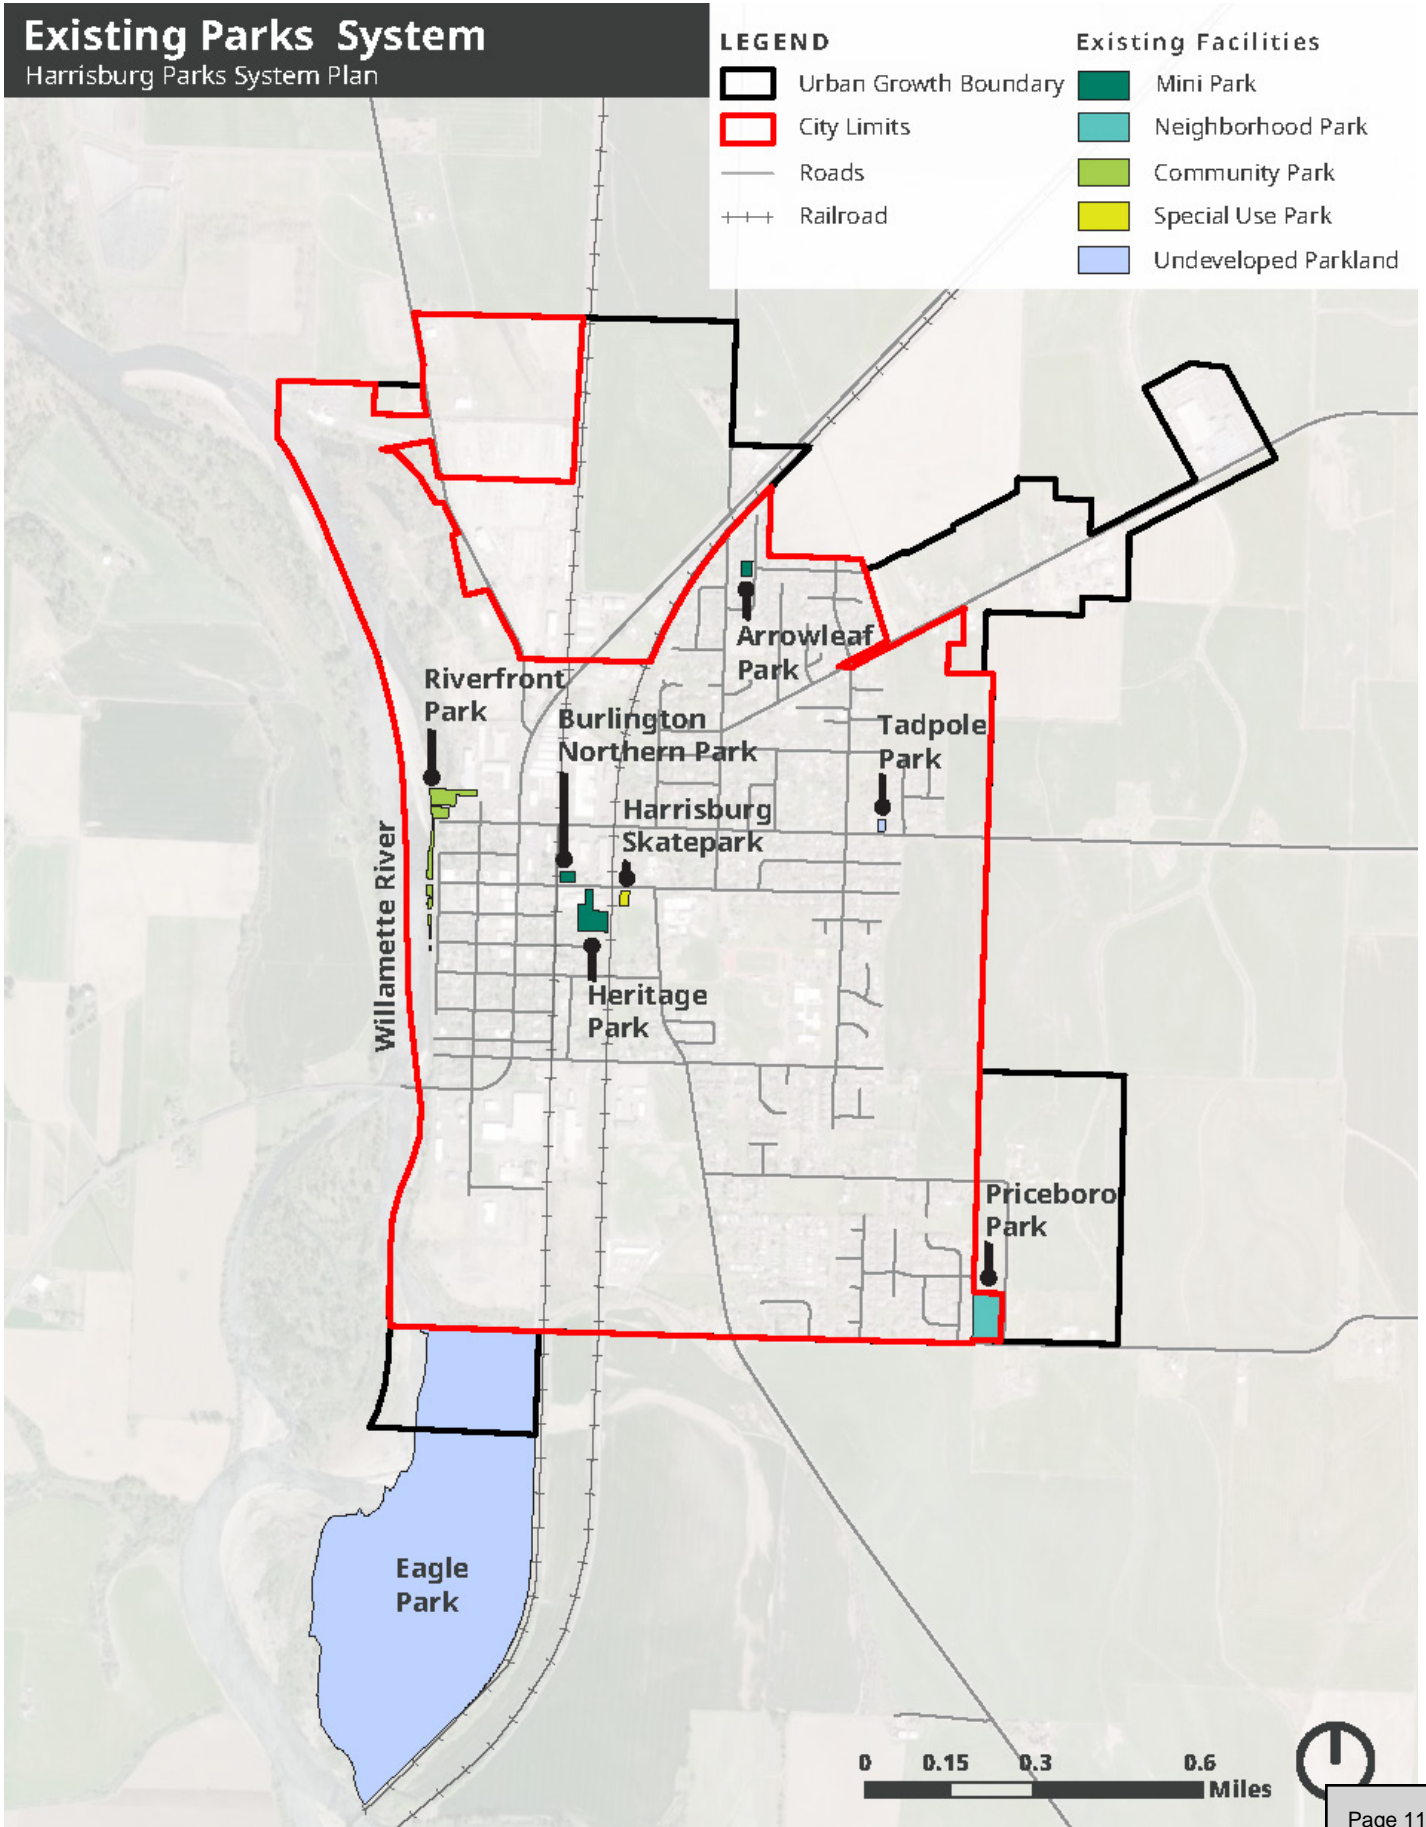 Existing Parks System
Harrisburg Parks System Plan
LEGEND
Urban Growth Boundary
City Limits
Roads
Railroad
Existing Facilities
Mini Park
Neighborhood Park
Community Park
Special Use Park
Undeveloped Parkland
Arrowleaf
Park
Riverfront
Park
Burlington
Northern Park
Tadpole
Park
Harrisburg
Skatepark
Willamette River
Heritage
Park
Priceboro
Park
Eagle
Park
0 0.15 0.3 0.6
Miles
Page 11